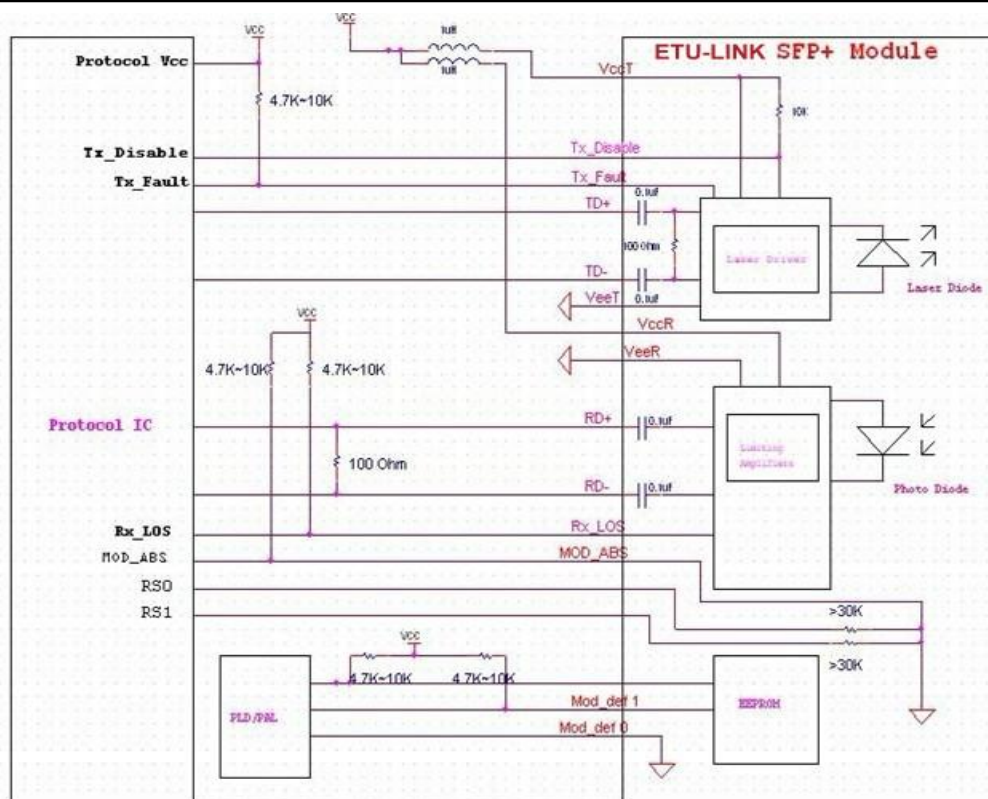 VCC
VCC
1uH
1uH
ETU-LINK SFP+ Module
Protocol Vcc
VccT
4.7K~10K
10K
Tx_Disable
Tx_Disable
Tx_Fault
Tx_Fault
0.1uf
TD+
100 Ohm
Laser Driver
TD-
Laser Diode
VeeT
0.1uf
VCC
VccR
VeeR
4.7K~10K
4.7K~10K
Protocol IC
RD+
0.1uf
Limiting
Amplifiers
100 Ohm
RD-
0.1uf
Photo Diode
Rx_LOS
Rx_LOS
MOD_ABS
MOD_ABS
RS0
RS1
>30K
VCC
>30K
4.7K~10K
4.7K~10K
Mod_def 1
EEPROM
PLD/PAL
Mod_def 0